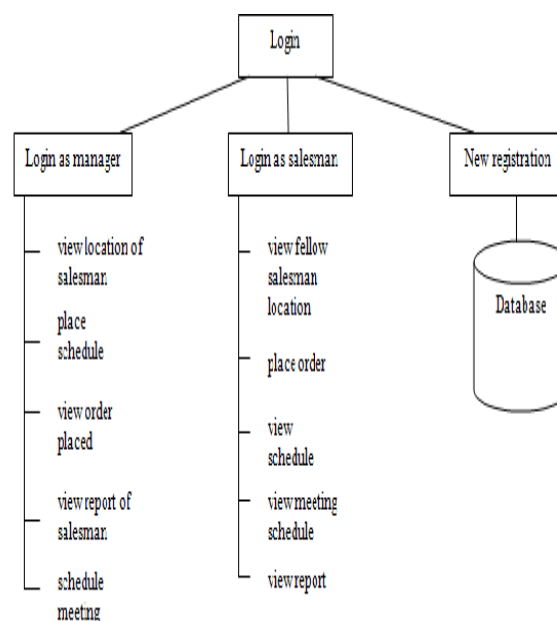 Login
Login as manager
Login as salesman
New registration
view location of
salesman
place
schedule
view order
placed
view report of
salesman
schedule
meeting
view fellow
salesman
location
place order
view
schedule
view meeting
schedule
view report
Database